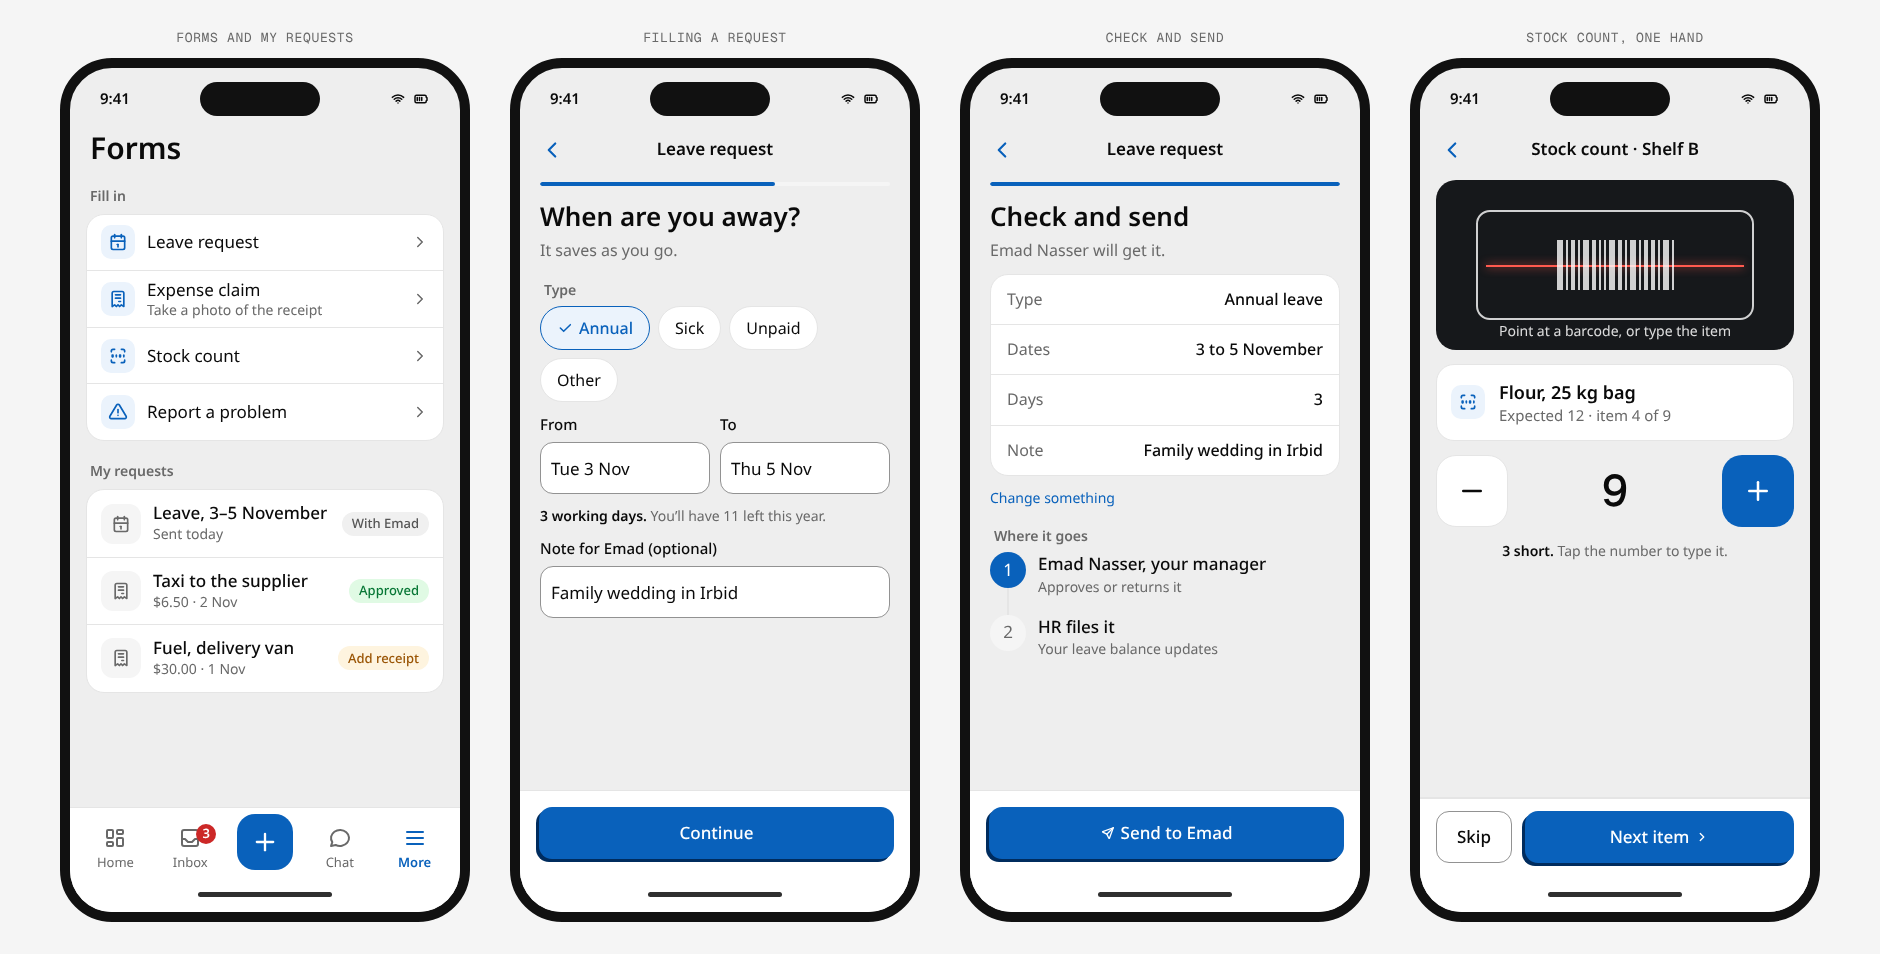 FORMS AND MY REQUESTS
9:41
Forms
Fill in
Leave request
Expense claim
Take a photo of the receipt
Stock count
Report a problem
My requests
Leave, 3–5 November
Sent today
With Emad
Taxi to the supplier
$6.50 · 2 Nov
Approved
Fuel, delivery van
$30.00 · 1 Nov
Add receipt
Home
Inbox
3
Chat
More
FILLING A REQUEST
9:41
Leave request
When are you away?
It saves as you go.
Type
Annual
Sick
Unpaid
Other
From
To
Tue 3 Nov
Thu 5 Nov
3 working days. You’ll have 11 left this year.
Note for Emad (optional)
Family wedding in Irbid
Continue
CHECK AND SEND
9:41
Leave request
Check and send
Emad Nasser will get it.
Type
Annual leave
Dates
3 to 5 November
Days
3
Note
Family wedding in Irbid
Change something
Where it goes
1
Emad Nasser, your manager
Approves or returns it
2
HR files it
Your leave balance updates
Send to Emad
STOCK COUNT, ONE HAND
9:41
Stock count · Shelf B
Point at a barcode, or type the item
Flour, 25 kg bag
Expected 12 · item 4 of 9
9
3 short. Tap the number to type it.
Skip
Next item